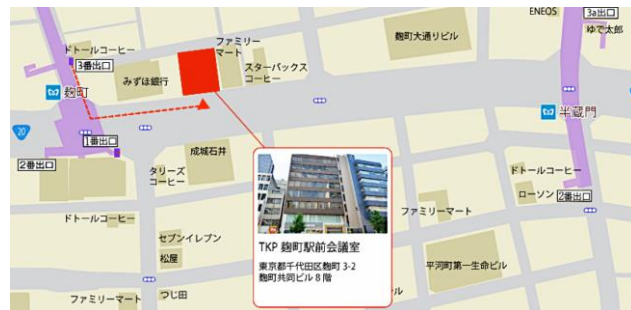 ENEOS
3a出口
ゆで太郎
ドトールコーヒー
ファミリー
マート
麹町大通りビル
3番出口
みずほ銀行
スターバックス
コーヒー
麹町
半蔵門
20
1番出口
成城石井
2番出口
タリーズ
コーヒー
ドトールコーヒー
ローソン
2番出口
ドトールコーヒー
ファミリーマート
セブンイレブン
TKP 麹町駅前会議室
松屋
東京都千代田区麹町 3-2
麹町共同ビル 8 階
平河町第一生命ビル
ファミリーマート
つじ田
ル